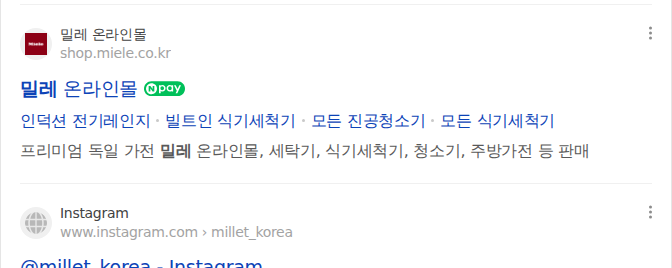 밀레 온라인몰
Miele
shop.miele.co.kr
밀레 온라인몰 N pay
인덕션 전기레인지 · 빌트인 식기세척기 · 모든 진공청소기 · 모든 식기세척기
프리미엄 독일 가전 밀레 온라인몰, 세탁기, 식기세척기, 청소기, 주방가전 등 판매
Instagram
www.instagram.com › millet_korea
@millet_korea - Instagram